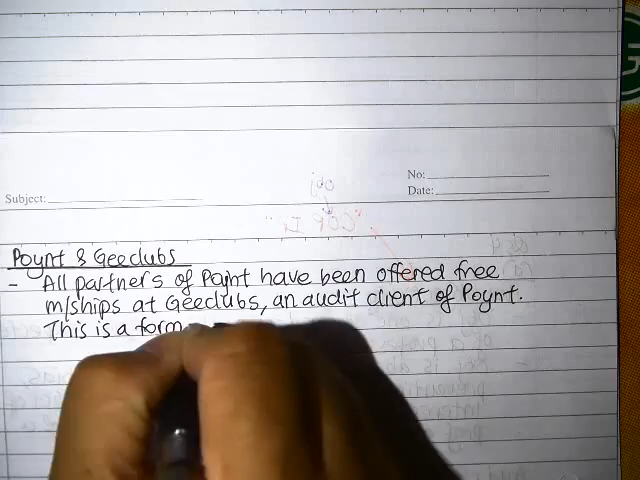 No:
Subject:
Date:
Poynt & Geeclubs
- All partners of Poynt have been offered free
m/ships at Geeclubs, an audit client of Poynt.
This is a form